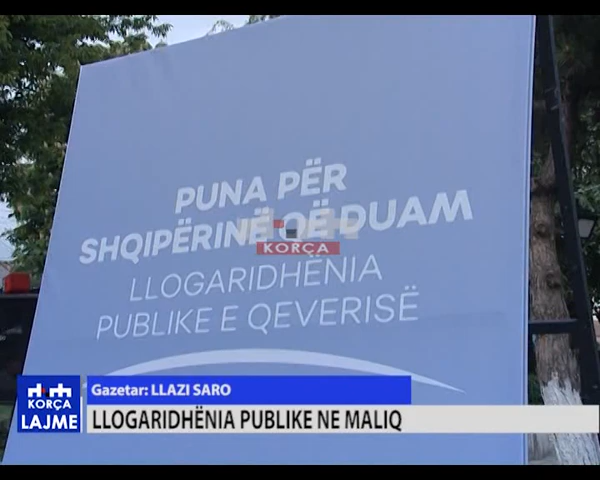 PUNA PËR
SHQIPËRINË QË DUAM
KORÇA
LLOGARIDHËNIA
PUBLIKE E QEVERISË
Gazetar: LLAZI SARO
KORÇA
LAJME
LLOGARIDHËNIA PUBLIKE NE MALIQ